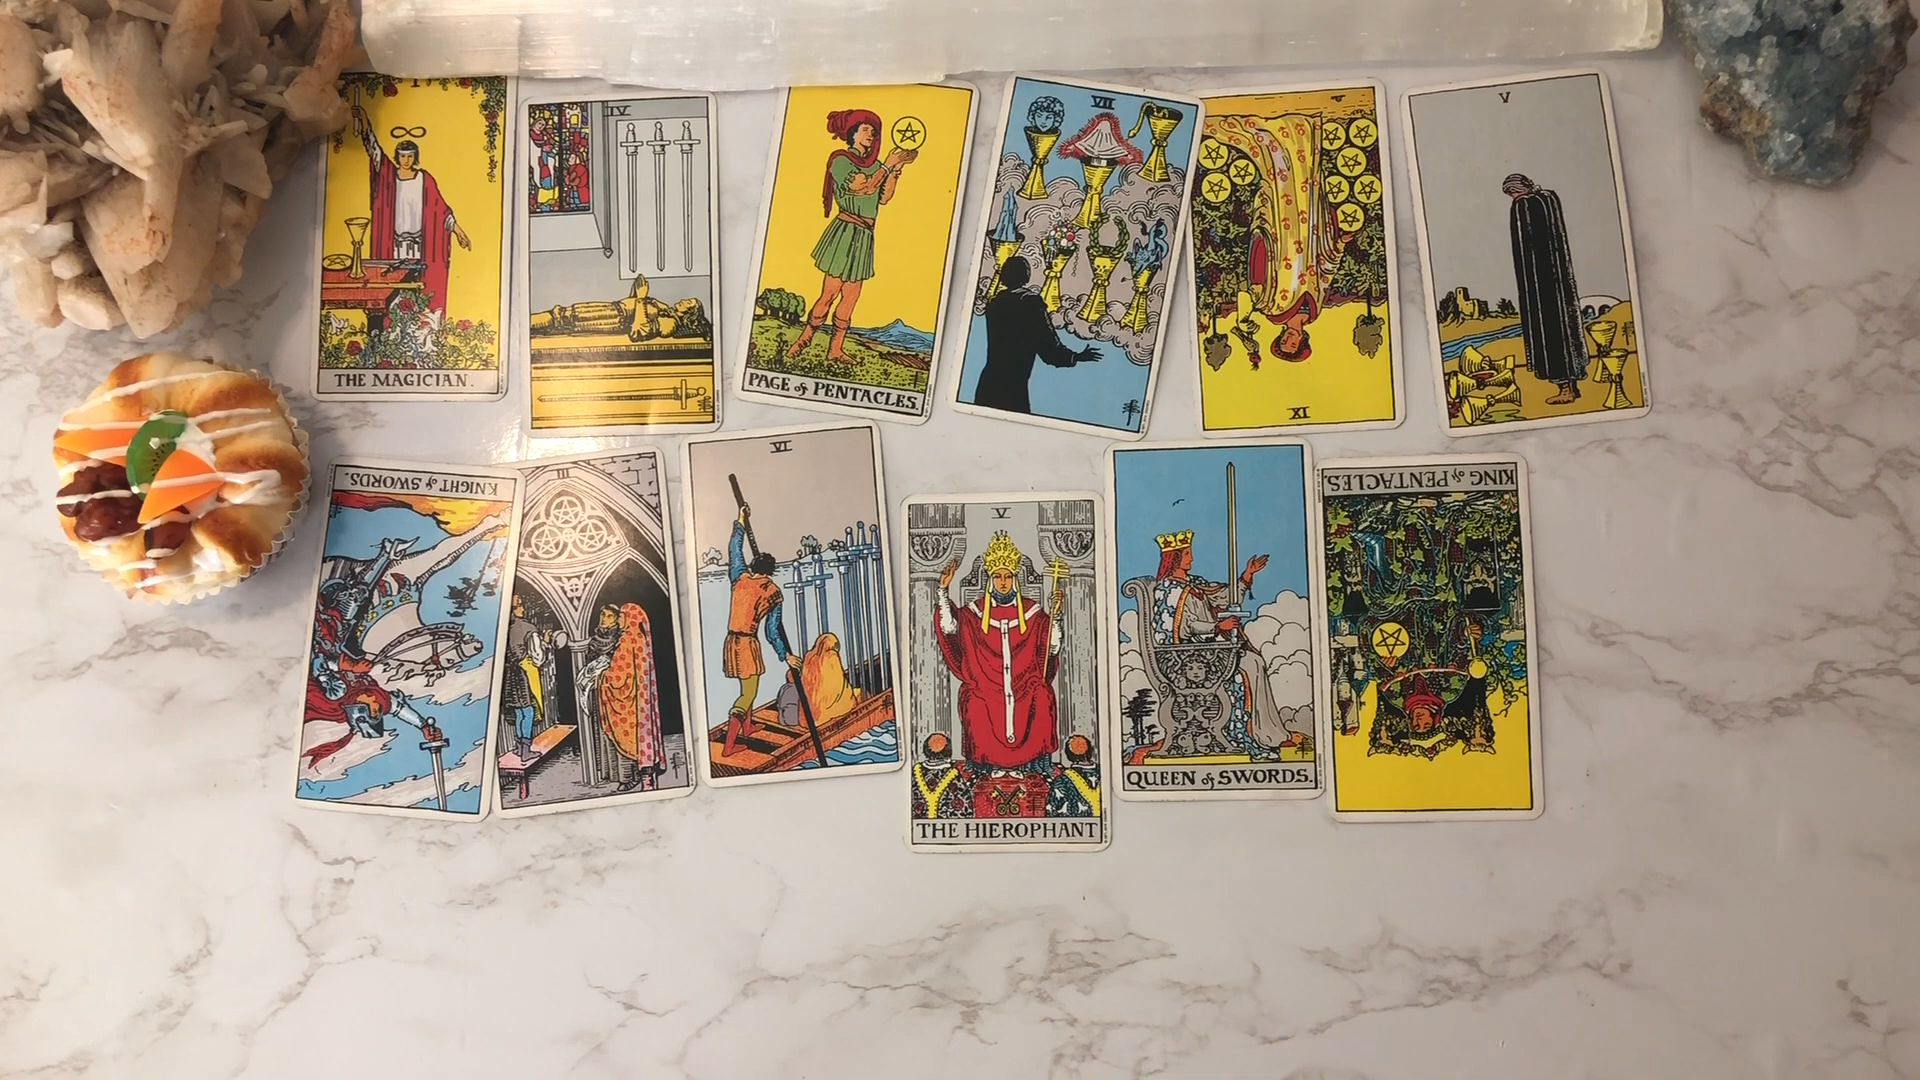 I
THE MAGICIAN.
IV
PAGE of PENTACLES.
VII
IX
V
KNIGHT of SWORDS.
III
VI
V
THE HIEROPHANT
QUEEN of SWORDS.
KING of PENTACLES.